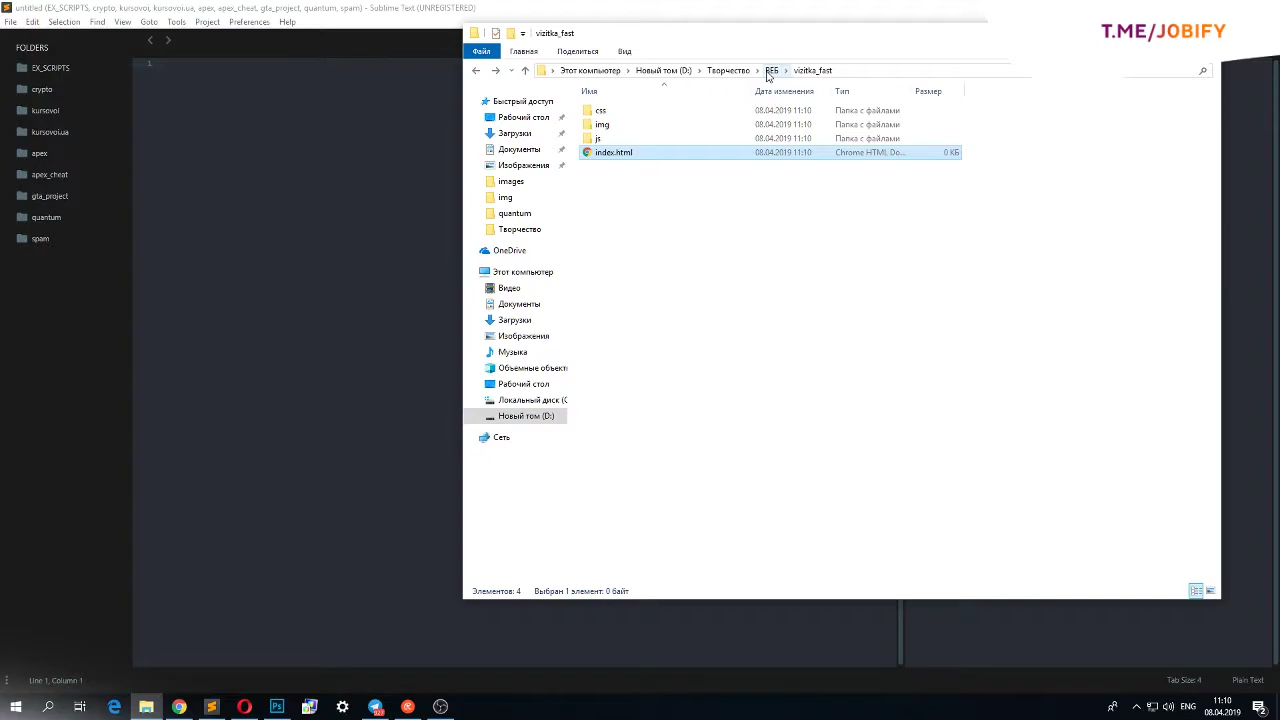 untitled (EX_SCRIPTS, crypto, kursovoi, kursovoi.ua, apex, apex_cheat, gta_project, quantum, spam) - Sublime Text (UNREGISTERED)
File Edit Selection Find View Goto Tools Project Preferences Help
T.ME/JOBIFY
FOLDERS
EX_SCRIPTS
crypto
kursovoi
kursovoi.ua
apex
apex_cheat
gta_project
quantum
spam
1
vizitka_fast
Файл Главная Поделиться Вид
Этот компьютер > Новый том (D:) > Творчество > ВЕБ > vizitka_fast
Имя Дата изменения Тип Размер
css 08.04.2019 11:10 Папка с файлами
img 08.04.2019 11:10 Папка с файлами
js 08.04.2019 11:10 Папка с файлами
index.html 08.04.2019 11:10 Chrome HTML Do... 0 КБ
Быстрый доступ
Рабочий стол
Загрузки
Документы
Изображения
images
img
quantum
Творчество
OneDrive
Этот компьютер
Видео
Документы
Загрузки
Изображения
Музыка
Объемные объект
Рабочий стол
Локальный диск (C
Новый том (D:)
Сеть
Элементов: 4 Выбран 1 элемент: 0 байт
Line 1, Column 1 Tab Size: 4 Plain Text
ENG
11:10
08.04.2019
2